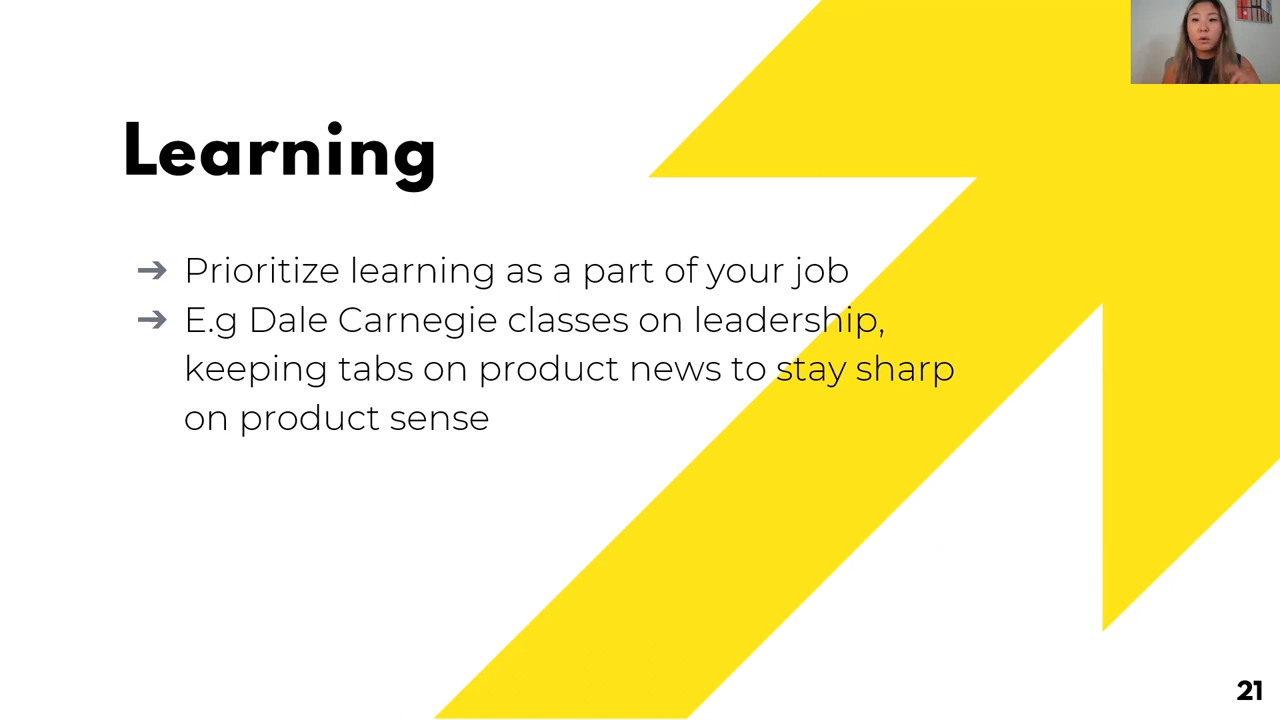 Learning
➔ Prioritize learning as a part of your job
➔ E.g Dale Carnegie classes on leadership,
keeping tabs on product news to stay sharp
on product sense
21